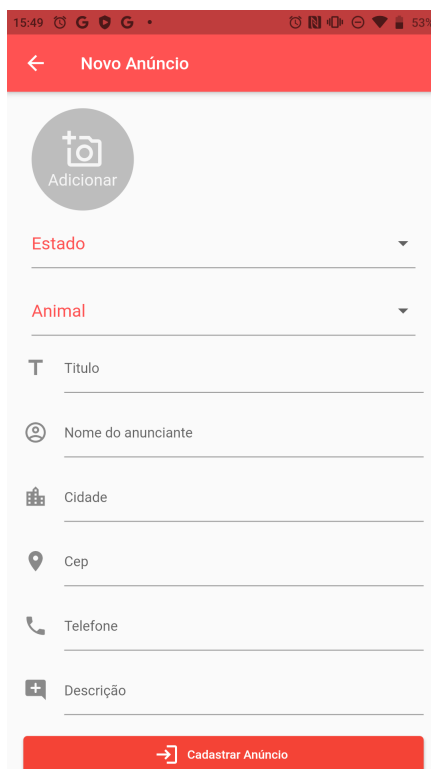 15:49 G G 53%
Novo Anúncio
Adicionar
Estado
Animal
Titulo
Nome do anunciante
Cidade
Cep
Telefone
Descrição
Cadastrar Anúncio